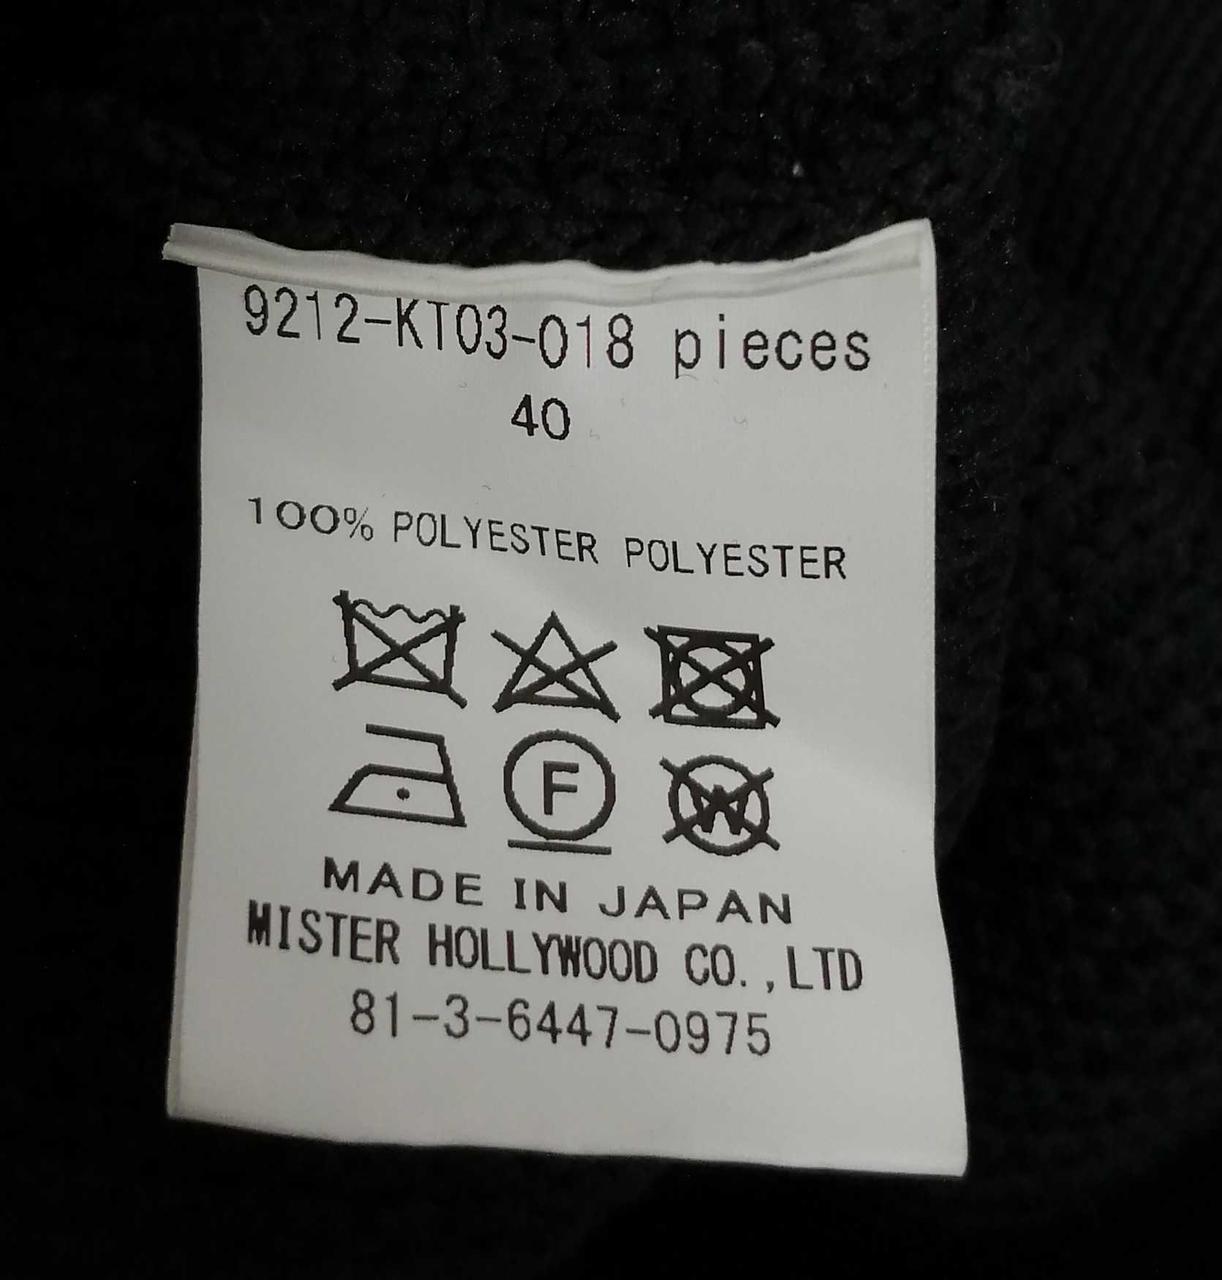 9212-KT03-018 pieces
40
100% POLYESTER POLYESTER
F
W
MADE IN JAPAN
MISTER HOLLYWOOD CO.,LTD
81-3-6447-0975